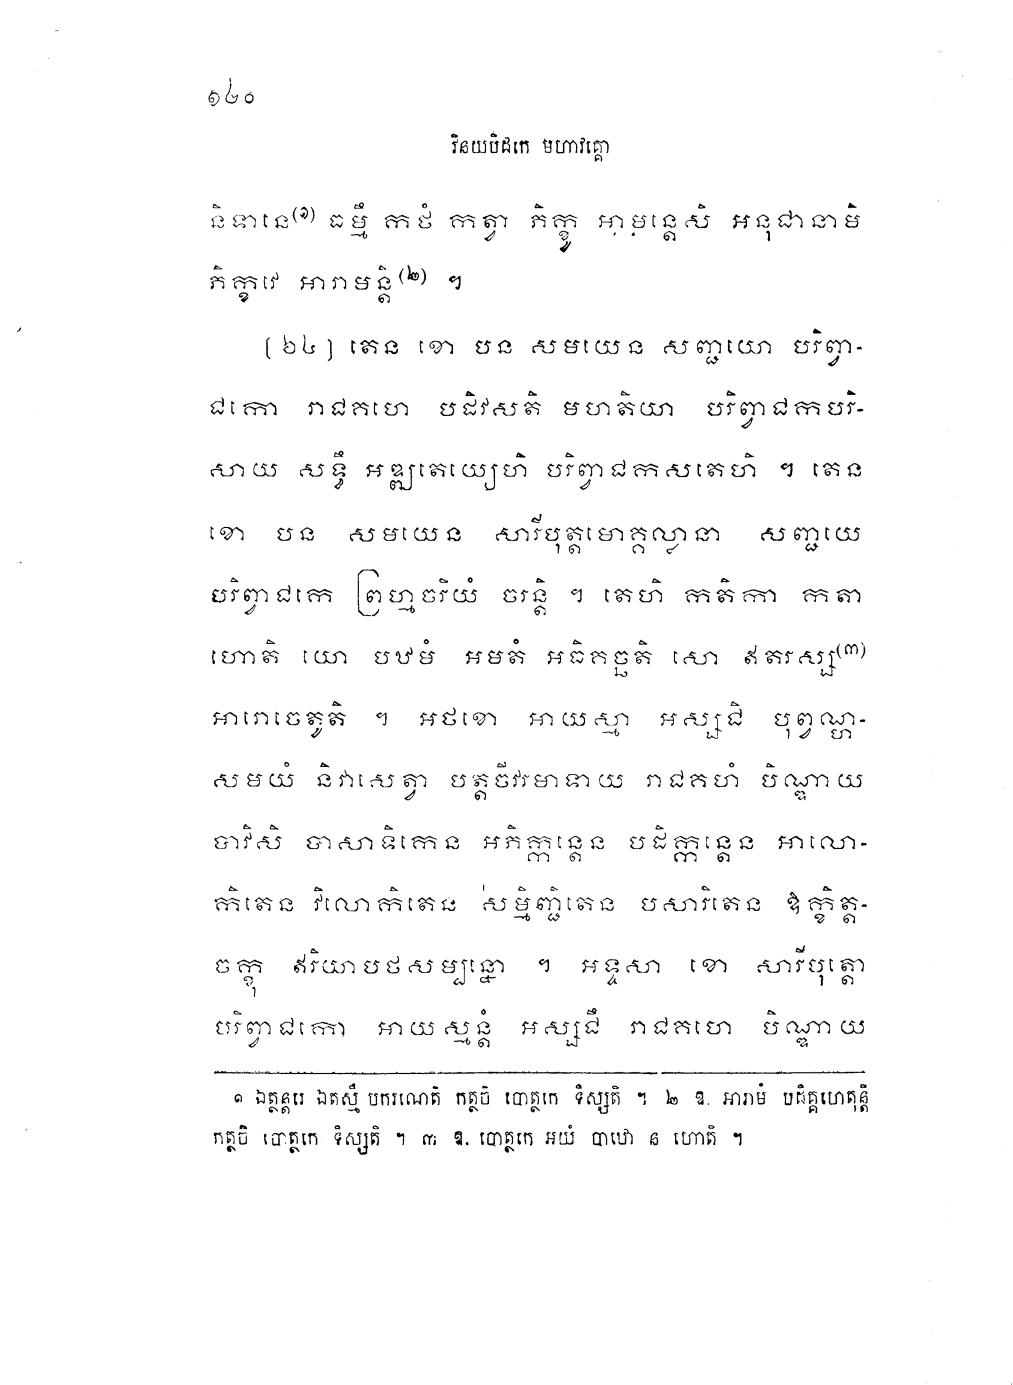 ១៤០
វិនយបិដកេ មហាវគ្គោ
និទានេ(១) ធម្មឹ កថំ កត្វា ភិក្ខូ អាមន្តេសិ អនុជានាមិ
ភិក្ខវេ អារាមន្តិ(២) ។
[៦៤] តេន ខោ បន សមយេន សញ្ជយោ បរិព្វា-
ជកោ រាជគហេ បដិវសតិ មហតិយា បរិព្វាជកបរិ-
សាយ សទ្ធឹ អឌ្ឍតេយ្យេហិ បរិព្វាជកសតេហិ ។ តេន
ខោ បន សមយេន សារីបុត្តមោគ្គល្លានា សញ្ជយេ
បរិព្វាជកេ ព្រហ្មចរិយំ ចរន្តិ ។ តេហិ កតិកា កតា
ហោតិ យោ បឋមំ អមតំ អធិគច្ឆតិ សោ ឥតរស្ស(៣)
អារោចេតូតិ ។ អថខោ អាយស្មា អស្សជិ បុព្វណ្ហ-
សមយំ និវាសេត្វា បត្តចីវរមាទាយ រាជគហំ បិណ្ឌាយ
បាវិសិ បាសាទិកេន អភិក្កន្តេន បដិក្កន្តេន អាលោ-
កិតេន វិលោកិតេន សម្មិញ្ជិតេន បសារិតេន ឱក្ខិត្ត-
ចក្ខុ ឥរិយាបថសម្បន្នោ ។ អទ្ទសា ខោ សារីបុត្តោ
បរិព្វាជកោ អាយស្មន្តំ អស្សជឹ រាជគហេ បិណ្ឌាយ
១ ឯត្ថន្តរេ ឯតស្មឹ បករណេតិ កត្ថចិ បោត្ថកេ ទិស្សតិ ។ ២ ឱ. អារាមំ បដិគ្គហេតុន្តិ
កត្ថចិ បោត្ថកេ ទិស្សតិ ។ ៣ ឱ. បោត្ថកេ អយំ បាឋោ ន ហោតិ ។